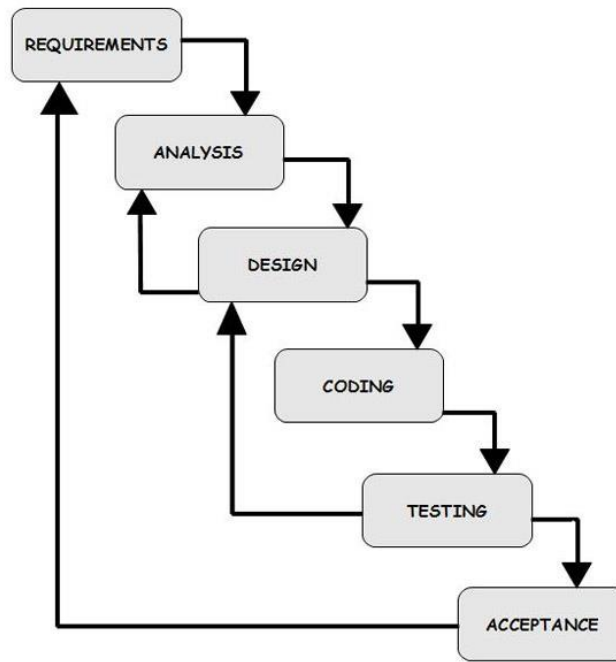 REQUIREMENTS
ANALYSIS
DESIGN
CODING
TESTING
ACCEPTANCE